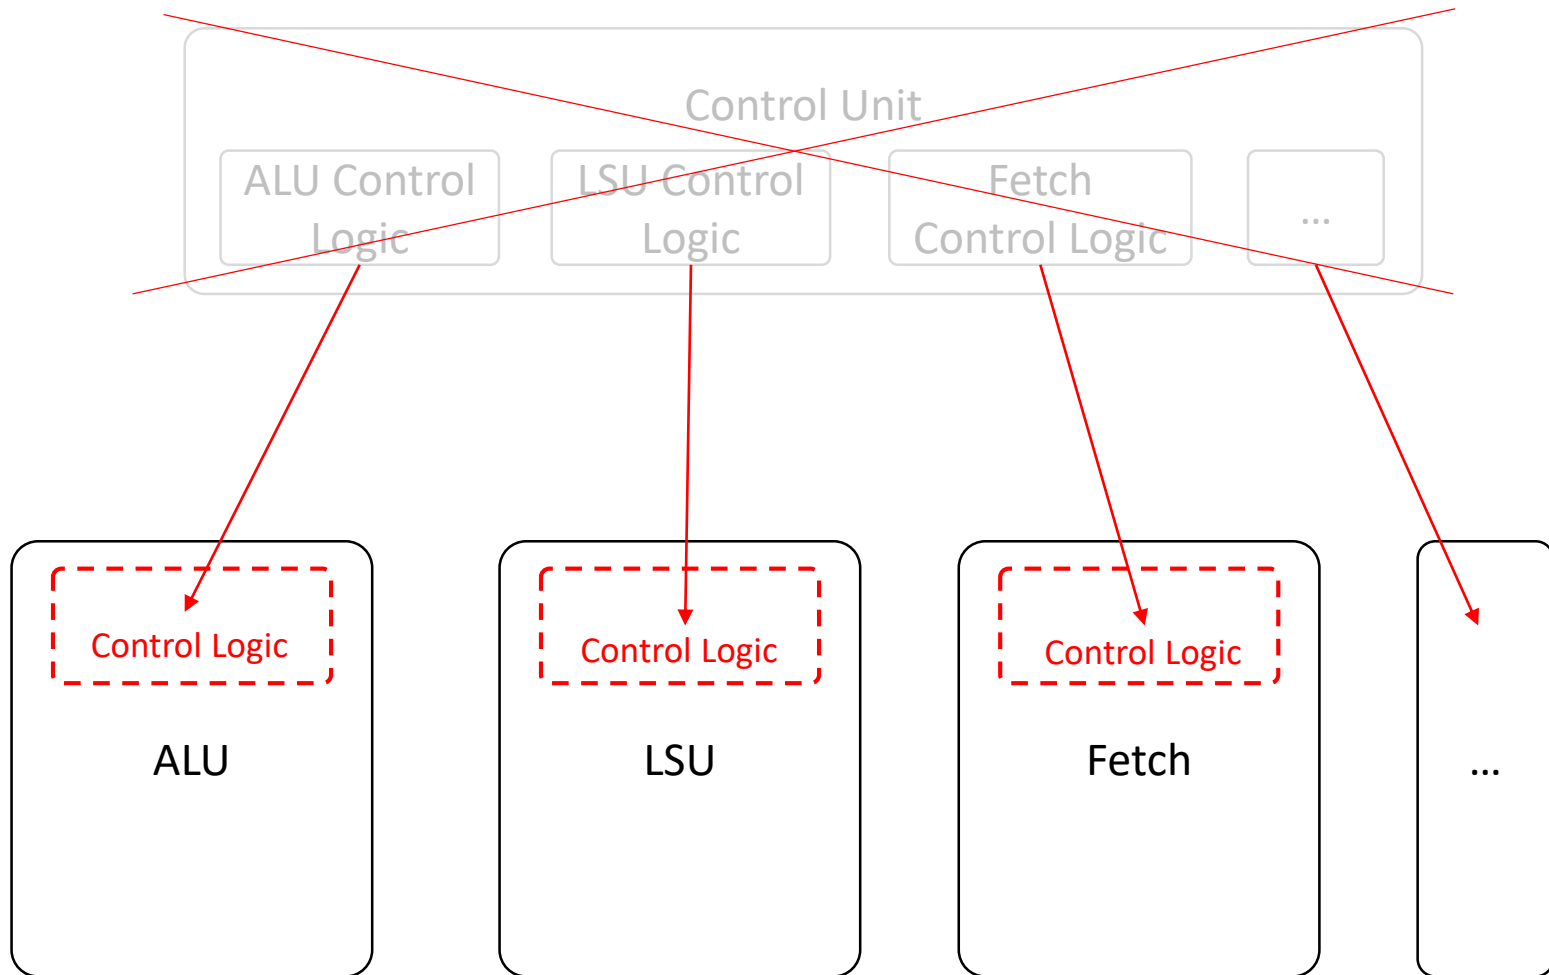 Control Unit
ALU Control
Logic
LSU Control
Logic
Fetch
Control Logic
...
Control Logic
ALU
Control Logic
LSU
Control Logic
Fetch
...